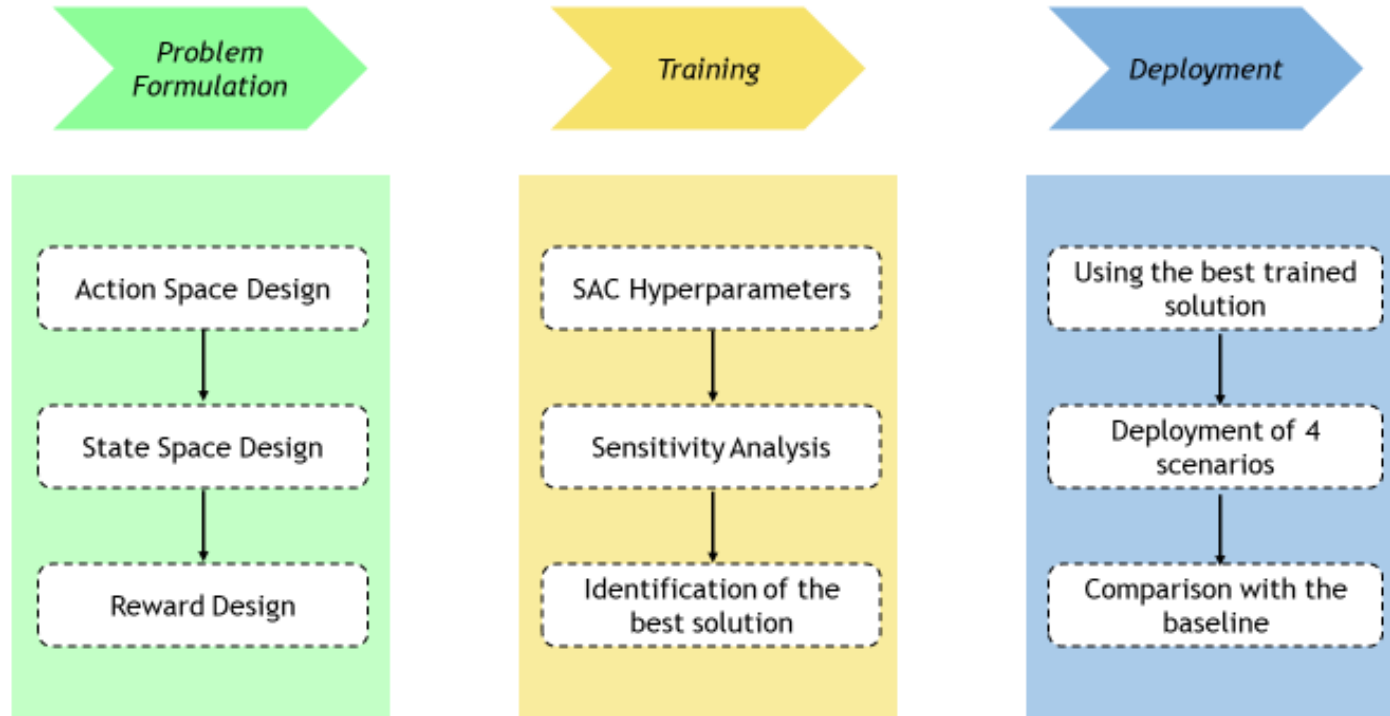 Problem
Formulation
Training
Deployment
Action Space Design
State Space Design
Reward Design
SAC Hyperparameters
Sensitivity Analysis
Identification of the
best solution
Using the best trained
solution
Deployment of 4
scenarios
Comparison with the
baseline